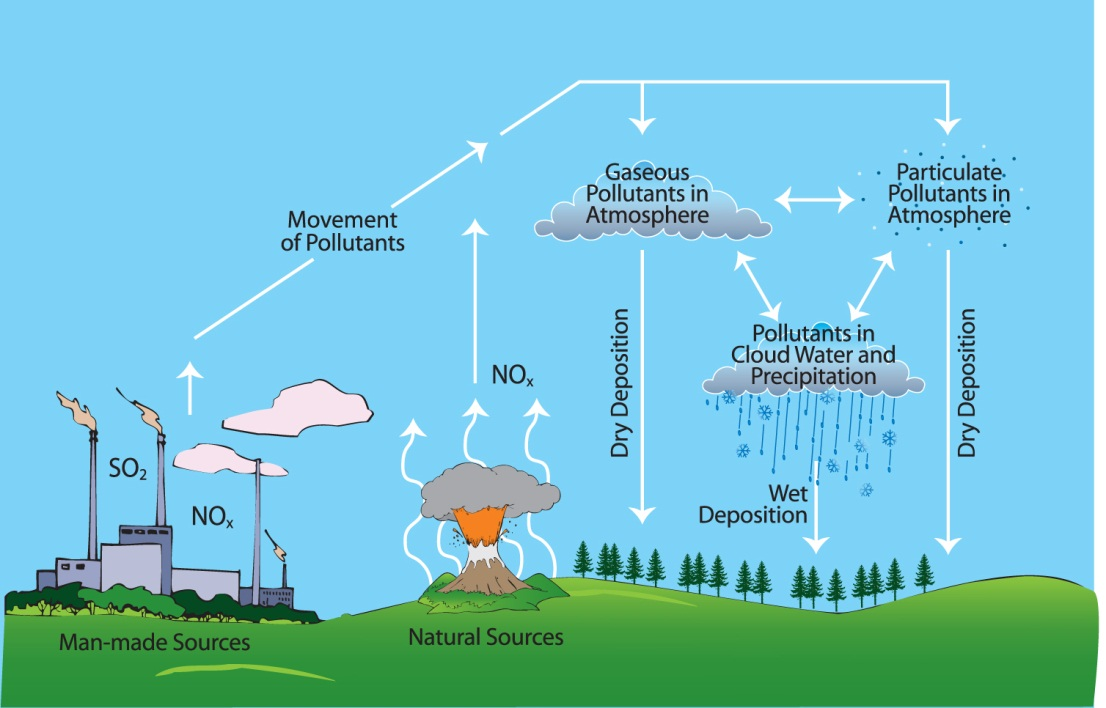 Gaseous
Pollutants in
Atmosphere
Particulate
Pollutants in
Atmosphere
Movement
of Pollutants
Pollutants in
Cloud Water and
Precipitation
Dry Deposition
Dry Deposition
NOₓ
SO₂
NOₓ
Wet
Deposition
Man-made Sources
Natural Sources